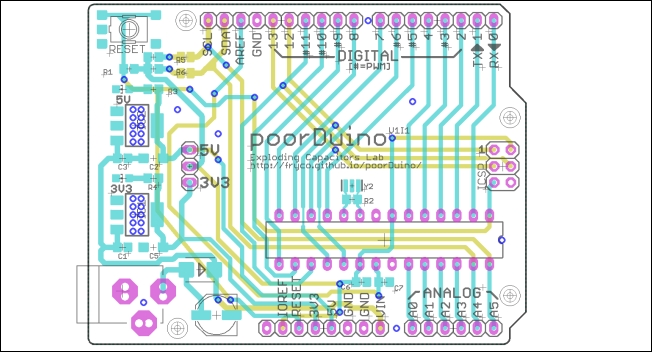 SCL
SDA
AREF
GND
13
12
#11
#10
#9
8
7
#6
#5
4
#3
2
TX→1
RX←0
DIGITAL
[#=PWM]
RESET
R5
R6
R1
R3
5V
poorDuino
Exploding Capacitors Lab
http://fryco.github.io/poorDuino/
5V
3V3
1
ICSP
C3
C2
3V3
R4
Y2
R2
C1
C5
C6
C7
IOREF
RESET
3V3
5V
GND
GND
VIN
ANALOG
A0
A1
A2
A3
A4
A5